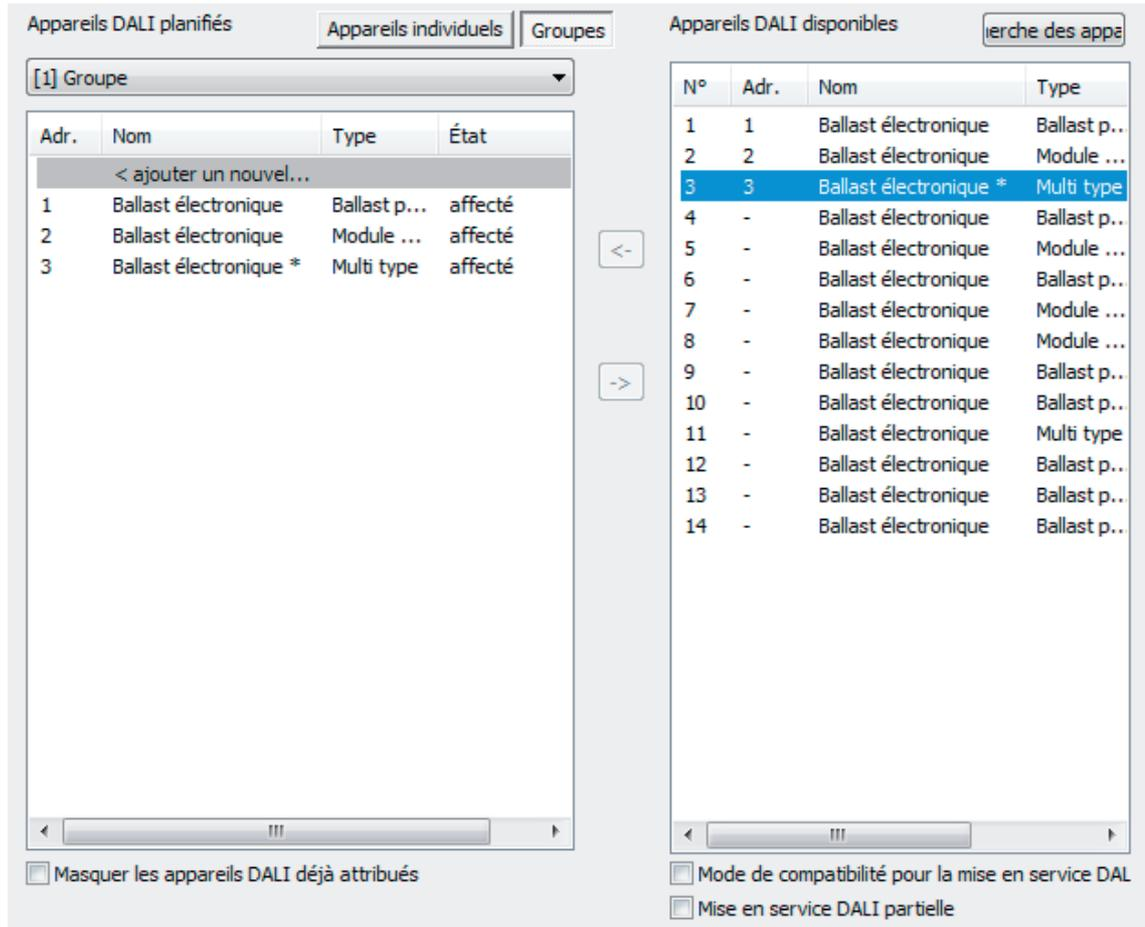 Appareils DALI planifiés
Appareils individuels
Groupes
[1] Groupe
Adr. Nom Type État
< ajouter un nouvel...
1 Ballast électronique Ballast p... affecté
2 Ballast électronique Module ... affecté
3 Ballast électronique * Multi type affecté
Masquer les appareils DALI déjà attribués
<-
->
Appareils DALI disponibles
ierche des appa
N° Adr. Nom Type
1 1 Ballast électronique Ballast p...
2 2 Ballast électronique Module ...
3 3 Ballast électronique * Multi type
4 - Ballast électronique Ballast p...
5 - Ballast électronique Module ...
6 - Ballast électronique Ballast p...
7 - Ballast électronique Module ...
8 - Ballast électronique Module ...
9 - Ballast électronique Ballast p...
10 - Ballast électronique Ballast p...
11 - Ballast électronique Multi type
12 - Ballast électronique Ballast p...
13 - Ballast électronique Ballast p...
14 - Ballast électronique Ballast p...
Mode de compatibilité pour la mise en service DAL
Mise en service DALI partielle